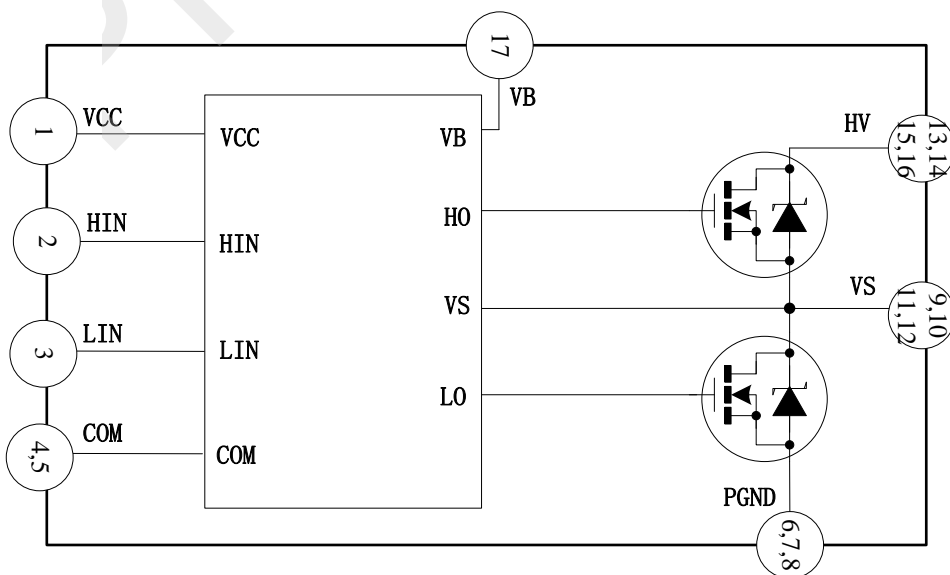 17
VB
1
VCC
VCC
VB
HV
13,14
15,16
2
HIN
HIN
HO
3
LIN
LIN
VS
VS
9,10
11,12
LO
4,5
COM
COM
PGND
6,7,8